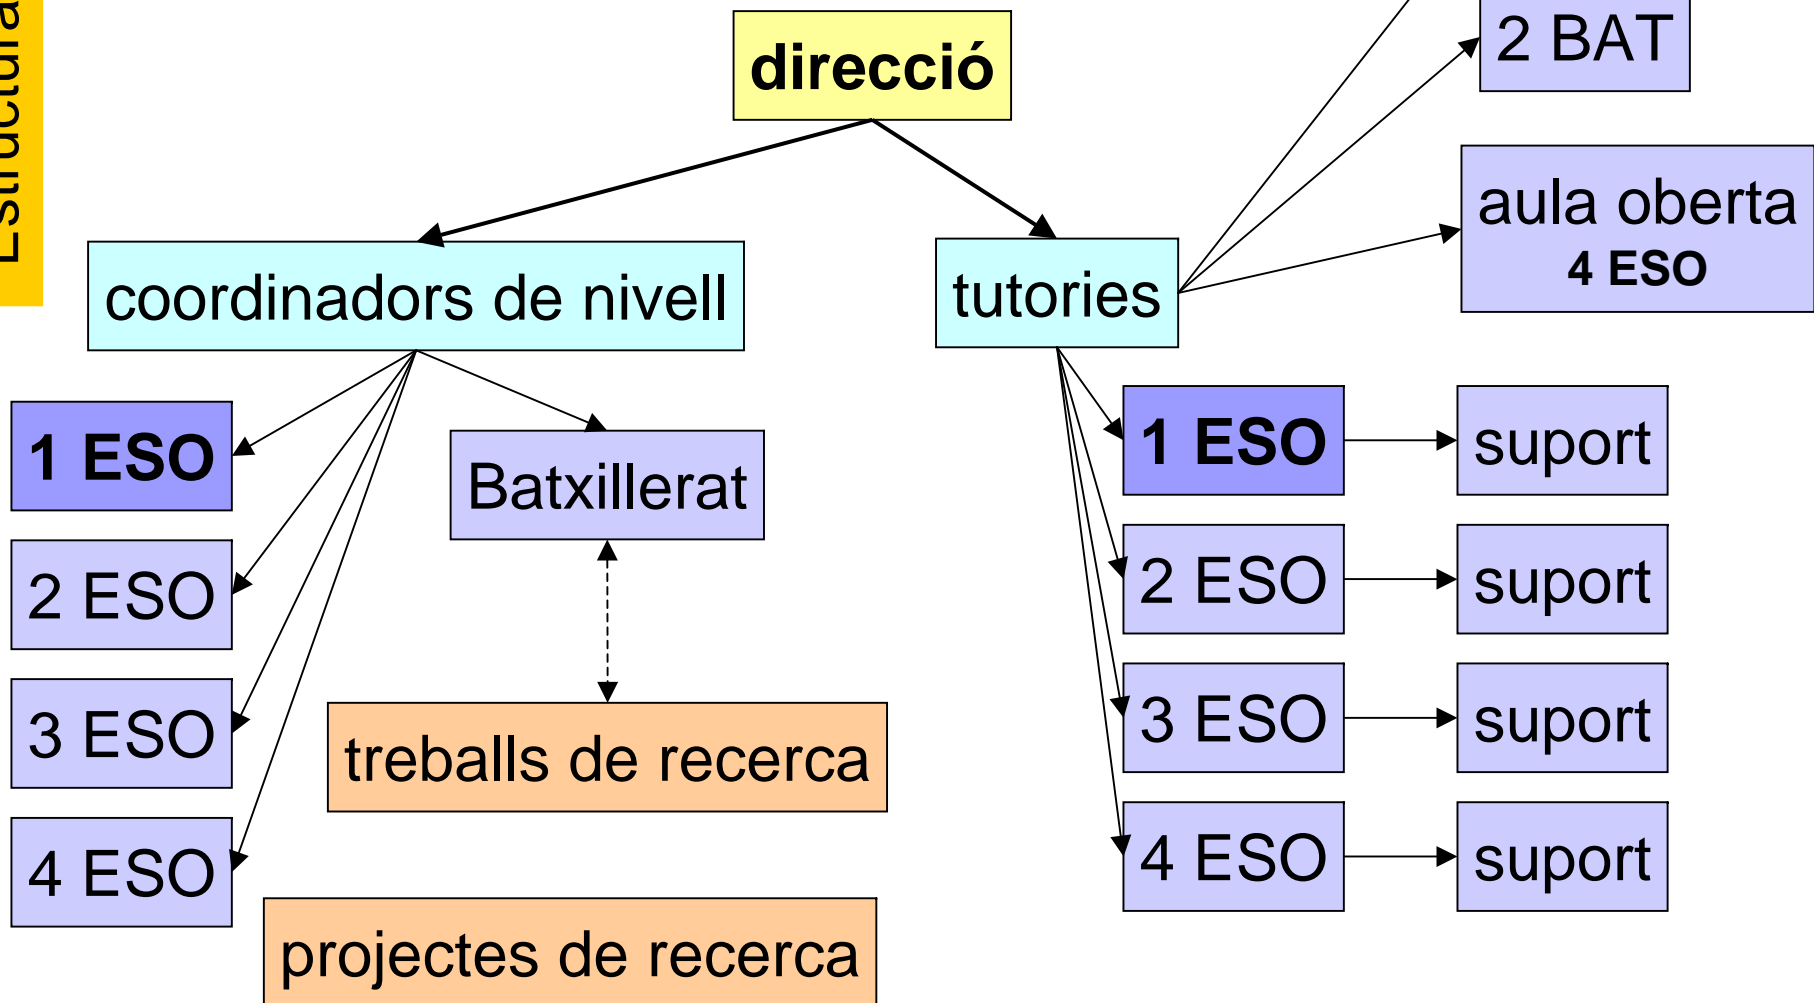 Estructura
direcció
2 BAT
aula oberta
4 ESO
coordinadors de nivell
tutories
1 ESO
Batxillerat
1 ESO
suport
2 ESO
2 ESO
suport
3 ESO
treballs de recerca
3 ESO
suport
4 ESO
4 ESO
suport
projectes de recerca